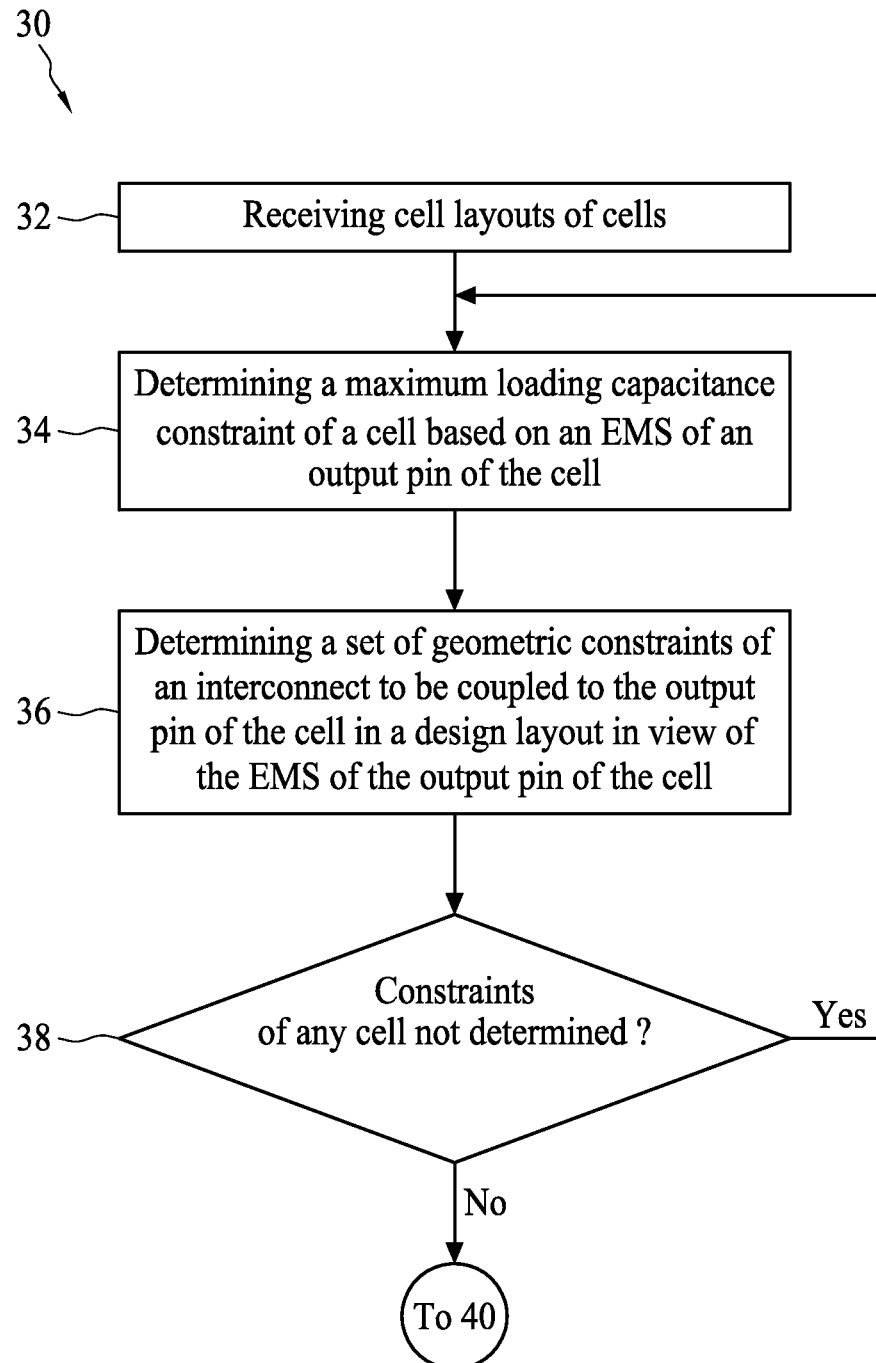 30
32
Receiving cell layouts of cells
34
Determining a maximum loading capacitance
constraint of a cell based on an EMS of an
output pin of the cell
36
Determining a set of geometric constraints of
an interconnect to be coupled to the output
pin of the cell in a design layout in view of
the EMS of the output pin of the cell
38
Constraints
of any cell not determined ?
Yes
No
To 40